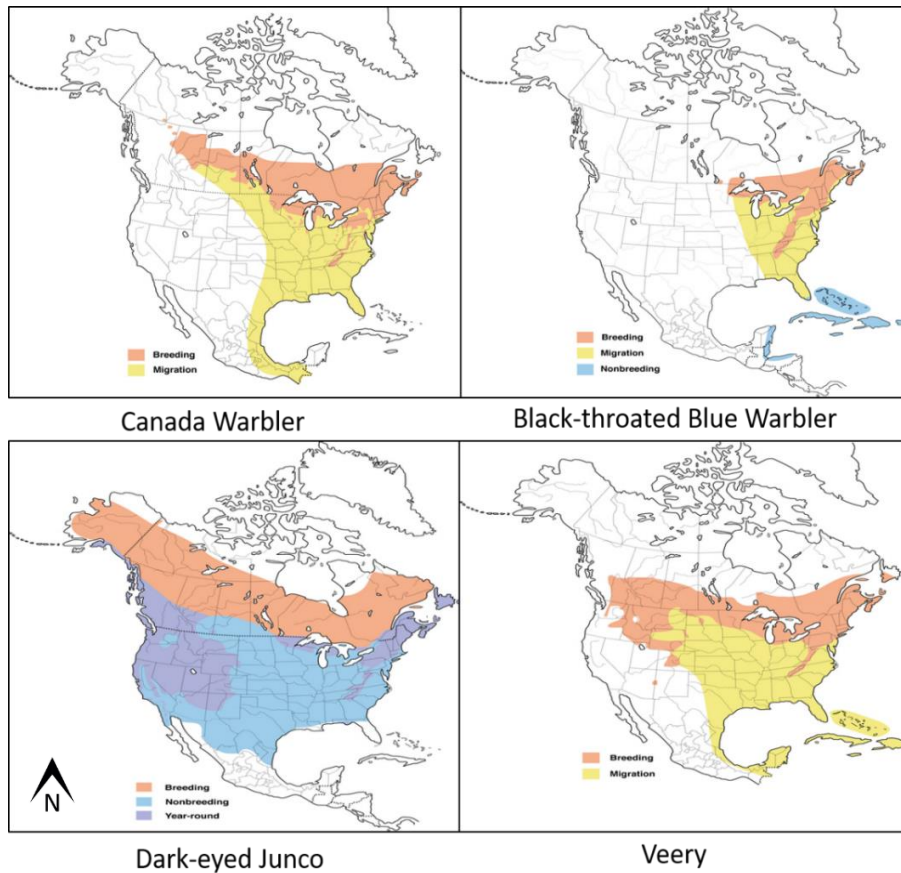 Breeding
Migration
Canada Warbler
Breeding
Migration
Nonbreeding
Black-throated Blue Warbler
N
Breeding
Nonbreeding
Year-round
Dark-eyed Junco
Breeding
Migration
Veery